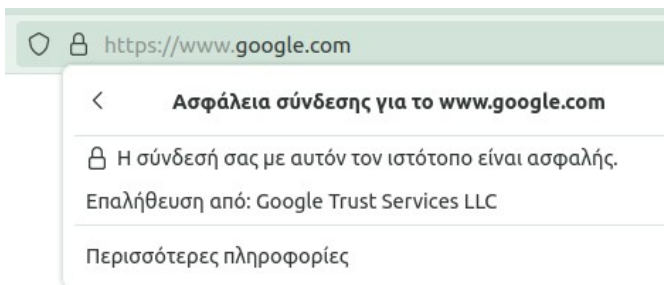 https://www.google.com
Ασφάλεια σύνδεσης για το www.google.com
Η σύνδεσή σας με αυτόν τον ιστότοπο είναι ασφαλής.
Επαλήθευση από: Google Trust Services LLC
Περισσότερες πληροφορίες